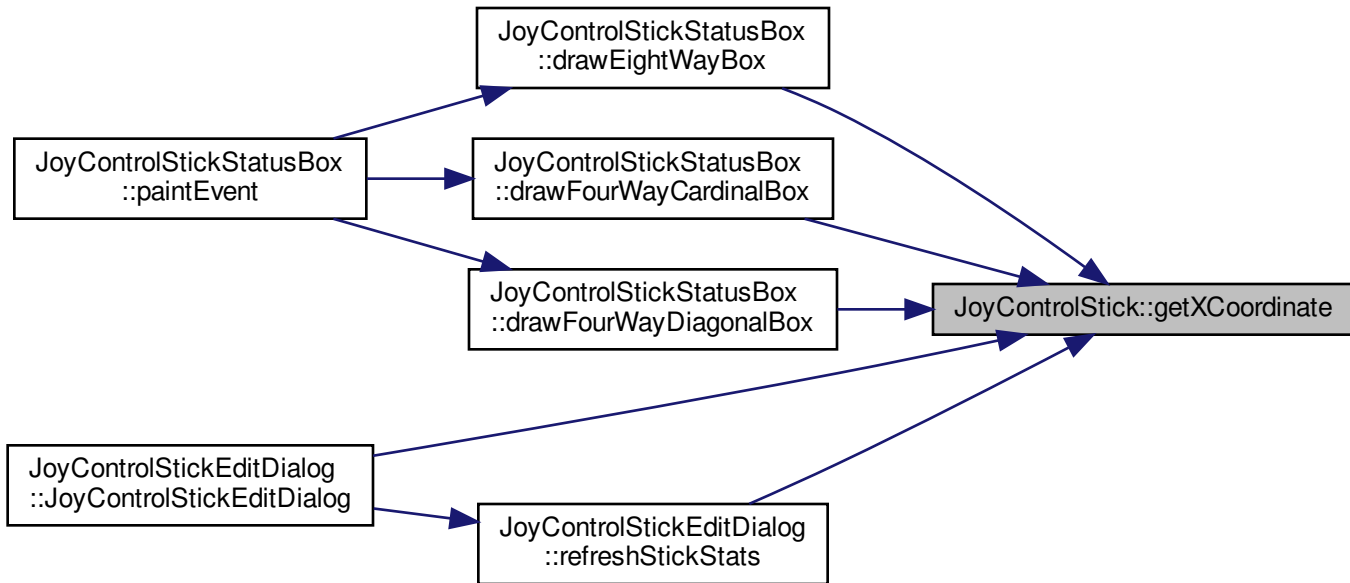 JoyControlStickStatusBox
::drawEightWayBox
JoyControlStickStatusBox
::paintEvent
JoyControlStickStatusBox
::drawFourWayCardinalBox
JoyControlStickStatusBox
::drawFourWayDiagonalBox
JoyControlStick::getXCoordinate
JoyControlStickEditDialog
::JoyControlStickEditDialog
JoyControlStickEditDialog
::refreshStickStats